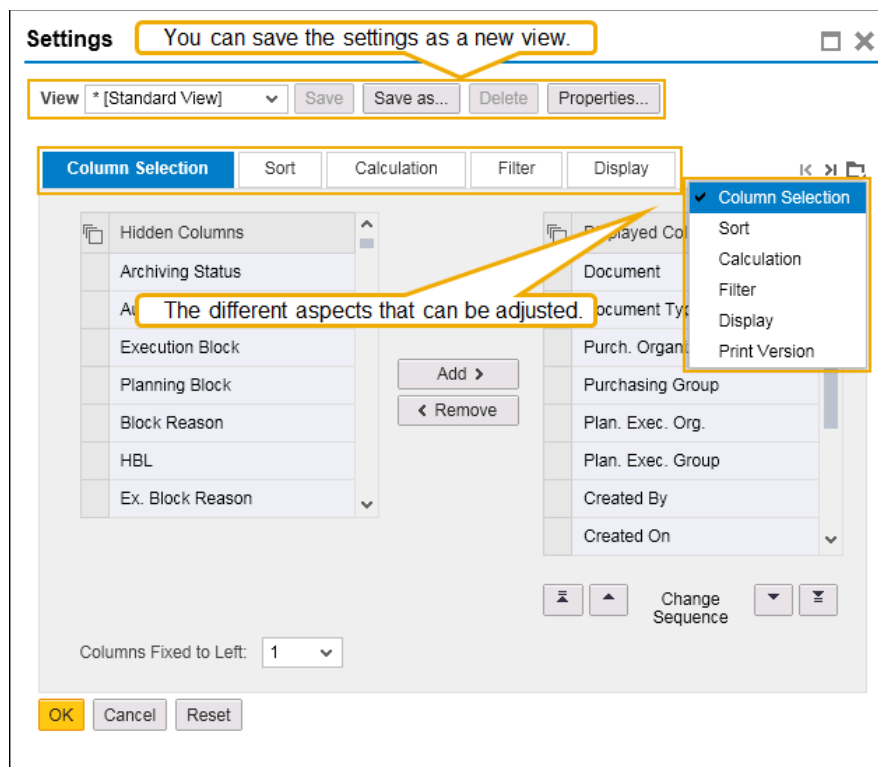 Settings
You can save the settings as a new view.
View * [Standard View] Save Save as... Delete Properties...
Column Selection Sort Calculation Filter Display
Column Selection
Sort
Calculation
Filter
Display
Print Version
Hidden Columns
Archiving Status
The different aspects that can be adjusted.
Execution Block
Planning Block
Block Reason
HBL
Ex. Block Reason
Add >
< Remove
Displayed Col
Document
ocument Typ
Purch. Organ
Purchasing Group
Plan. Exec. Org.
Plan. Exec. Group
Created By
Created On
Change
Sequence
Columns Fixed to Left: 1
OK Cancel Reset